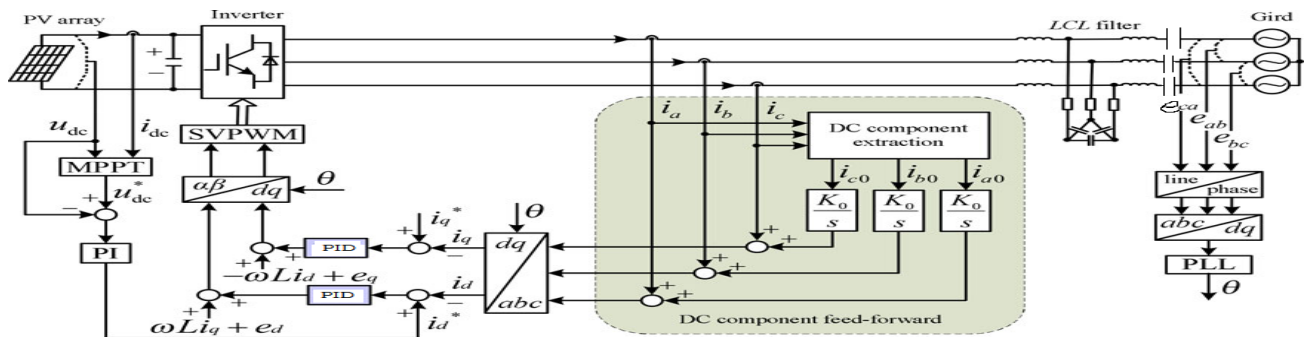 PV array
Inverter
LCL filter
Gird
+
−
u_dc
i_dc
i_a
i_b
i_c
DC component
extraction
e_ca
e_ab
e_bc
SVPWM
MPPT
u*_dc
+
−
αβ
dq
θ
i_c0
i_b0
i_a0
K_0/s
K_0/s
K_0/s
line
phase
abc
dq
PI
PLL
θ
i_q*
+
i_q
−
PID
+
+
+
−ωLi_d + e_q
θ
dq
abc
+
+
+
+
+
+
i_d
−
PID
+
+
ωLi_q + e_d
+
i_d*
DC component feed-forward